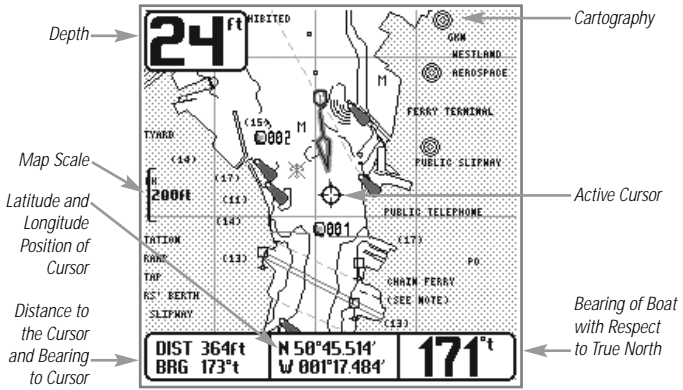 Depth
24 ft
HIBITED
GKN
WESTLAND
AEROSPACE
Cartography
M
M
FERRY TERMINAL
(15)
002
TYARD
(14)
PUBLIC SLIPWAY
Map Scale
(17)
200ft
(11)
Active Cursor
Latitude and
Longitude
Position of
Cursor
(14)
PUBLIC TELEPHONE
001
TATION
(17)
RAMP
(13)
PO
TAP
CHAIN FERRY
RS' BERTH
(SEE NOTE)
SLIPWAY
(13)
Distance to
the Cursor
and Bearing
to Cursor
DIST 364ft
BRG 173°t
N 50°45.514'
W 001°17.484'
171°t
Bearing of Boat
with Respect
to True North